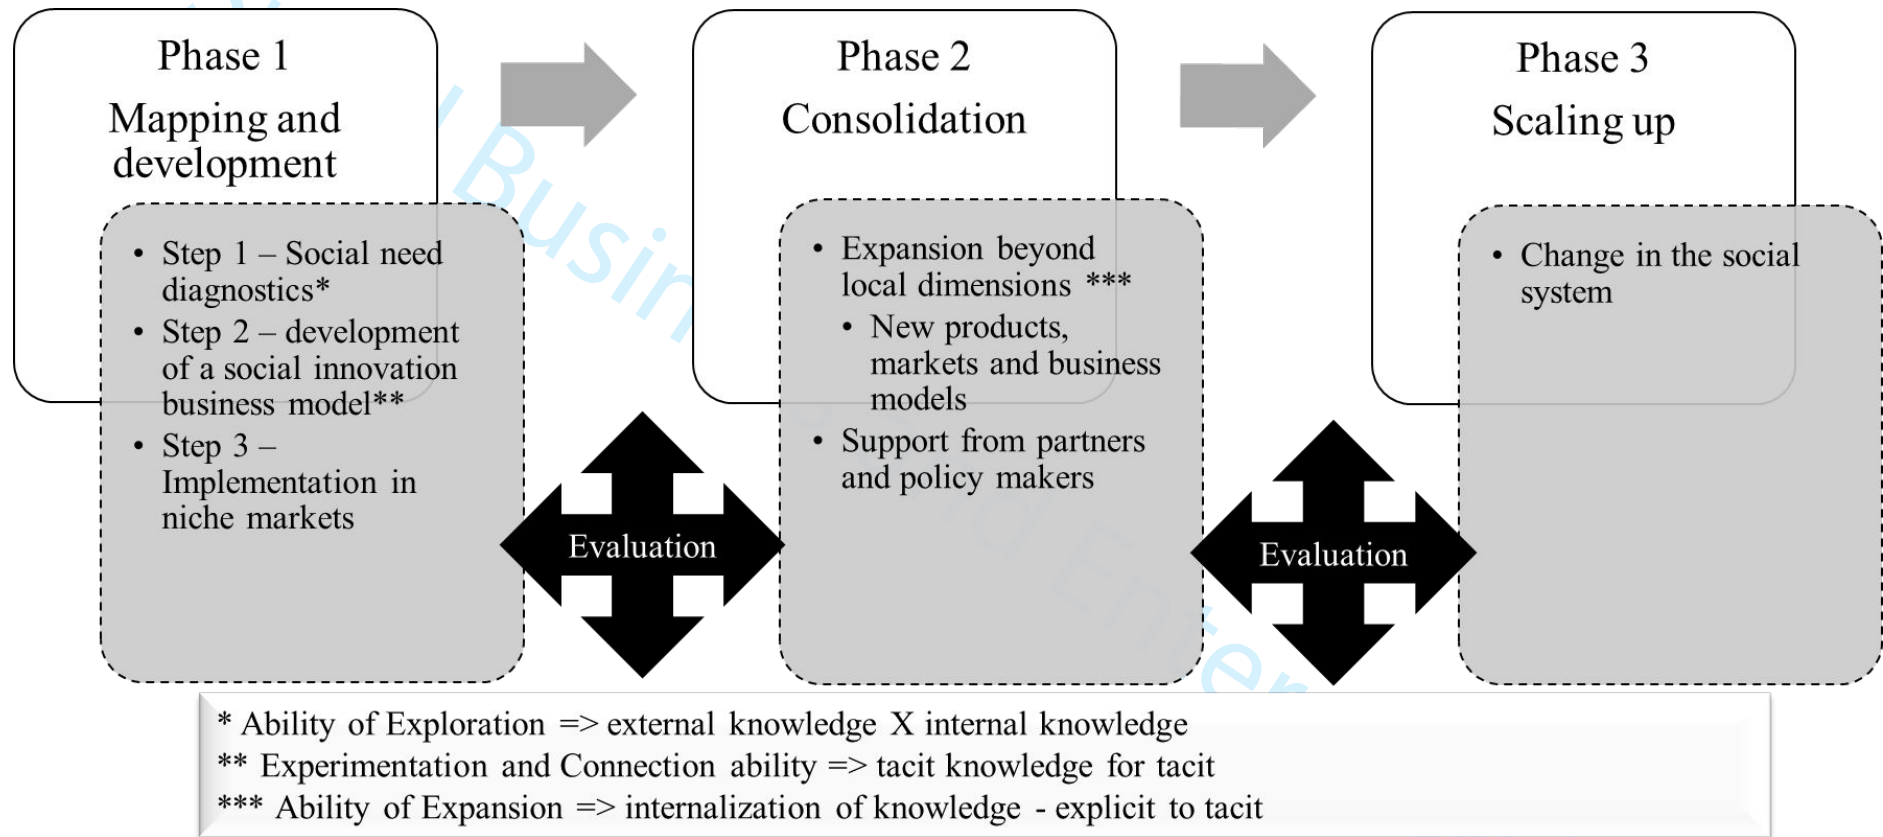 Phase 1
Mapping and
development
• Step 1 – Social need
diagnostics*
• Step 2 – development
of a social innovation
business model**
• Step 3 –
Implementation in
niche markets
Evaluation
Phase 2
Consolidation
• Expansion beyond
local dimensions ***
• New products,
markets and business
models
• Support from partners
and policy makers
Evaluation
Phase 3
Scaling up
• Change in the social
system
* Ability of Exploration => external knowledge X internal knowledge
** Experimentation and Connection ability => tacit knowledge for tacit
*** Ability of Expansion => internalization of knowledge - explicit to tacit